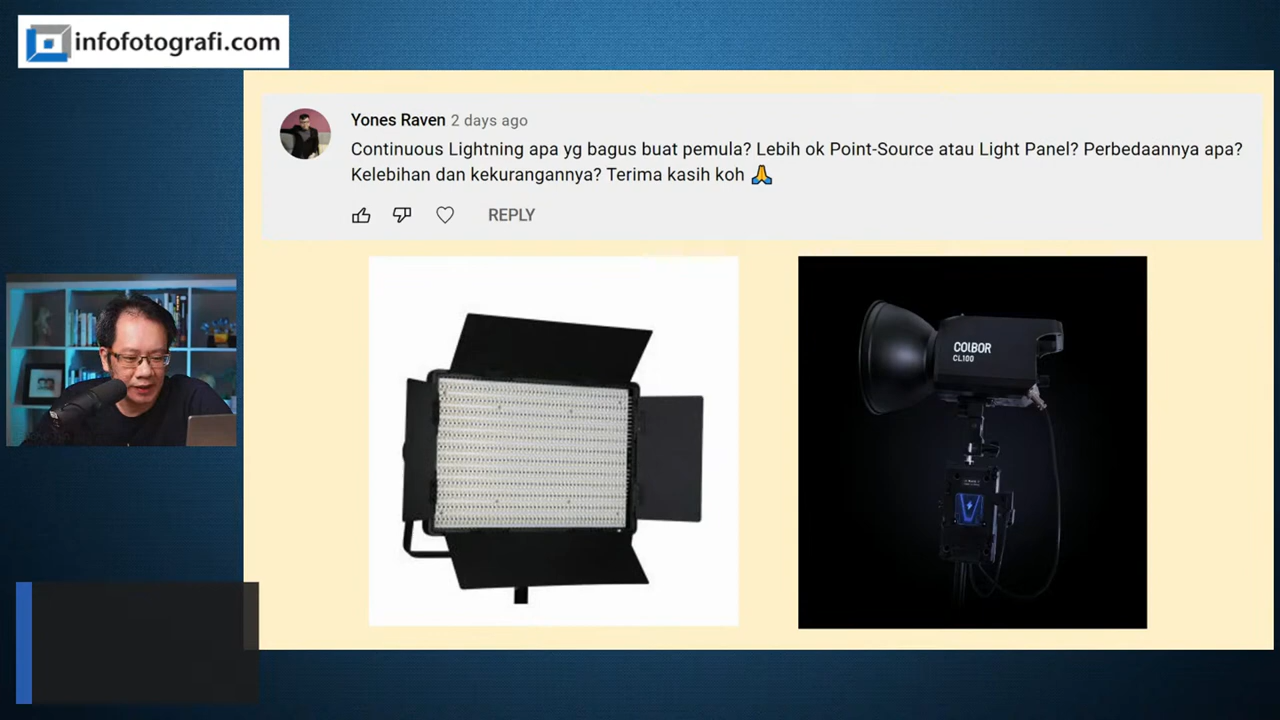 infofotografi.com
Yones Raven 2 days ago
Continuous Lightning apa yg bagus buat pemula? Lebih ok Point-Source atau Light Panel? Perbedaannya apa?
Kelebihan dan kekurangannya? Terima kasih koh 🙏
REPLY
COLBOR
CL100